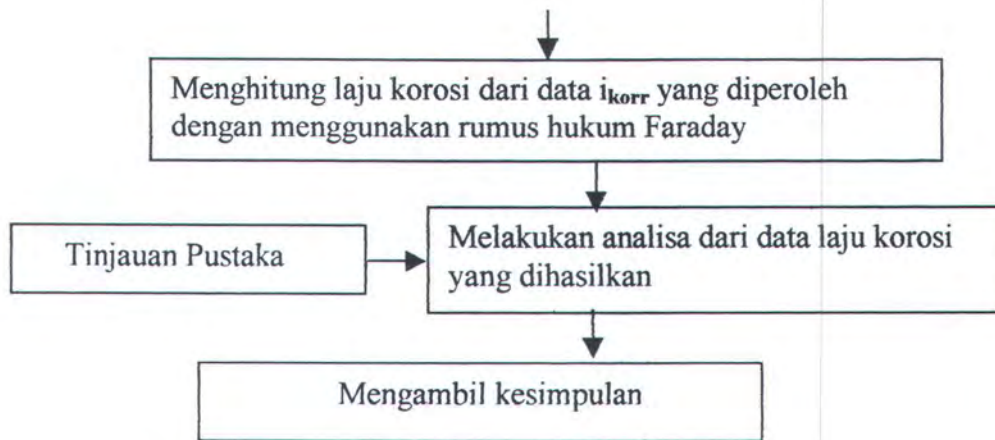 Menghitung laju korosi dari data i_korr yang diperoleh
dengan menggunakan rumus hukum Faraday
Tinjauan Pustaka
Melakukan analisa dari data laju korosi
yang dihasilkan
Mengambil kesimpulan